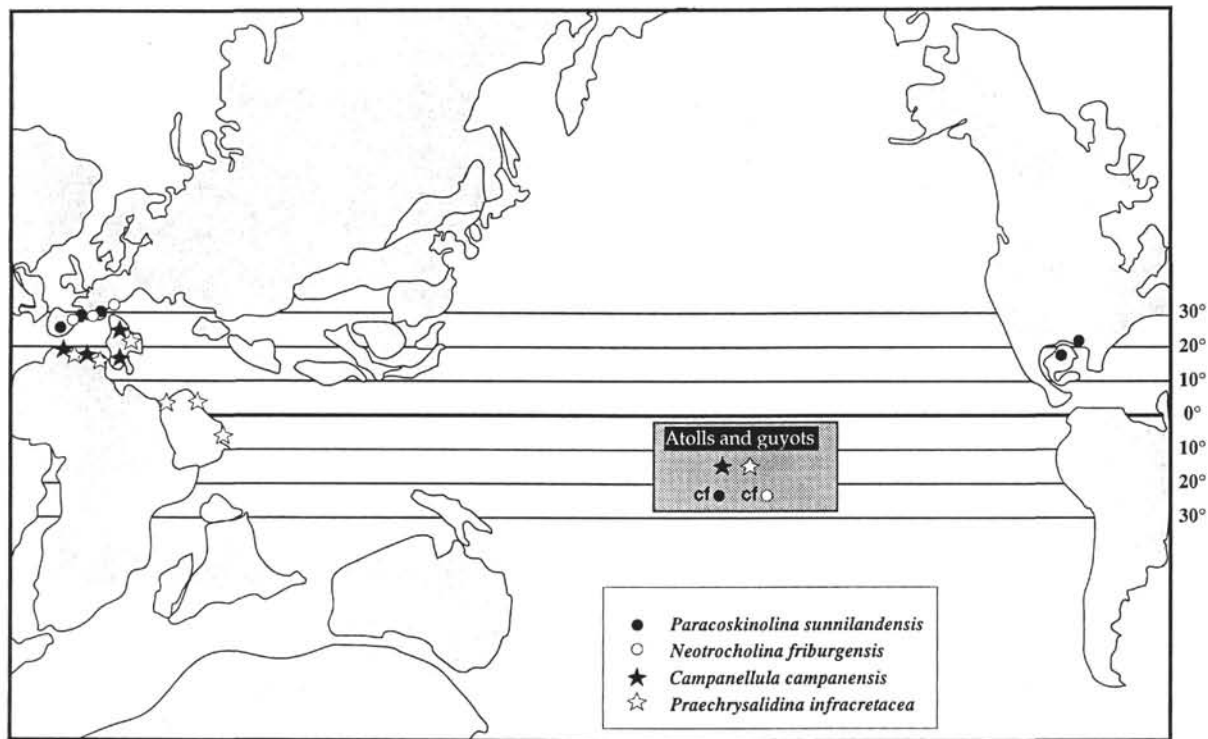 30°
20°
10°
0°
Atolls and guyots
10°
20°
cf cf
30°
Paracoskinolina sunnilandensis
Neotrocholina friburgensis
Campanellula campanensis
Praechrysalidina infracretacea